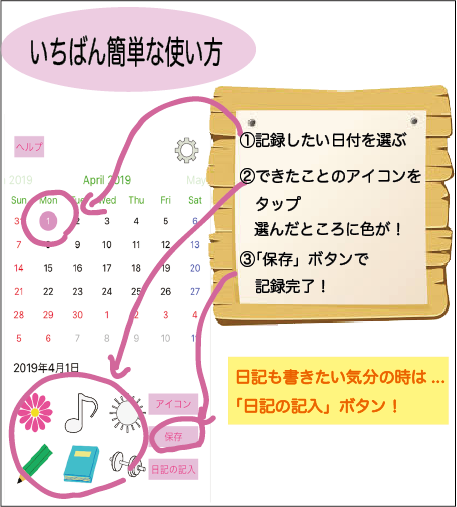 いちばん簡単な使い方
①記録したい日付を選ぶ
②できたことのアイコンを
タップ
選んだところに色が！
③「保存」ボタンで
記録完了！
ヘルプ
2019 April 2019 May
Sun Mon Tue Wed Thu Fri Sat
31 1 2 3 4 5 6
7 8 9 10 11 12 13
14 15 16 17 18 19 20
21 22 23 24 25 26 27
28 29 30 1 2 3 4
5 6 7 8 9 10 11
2019年4月1日
アイコン
保存
日記の記入
日記も書きたい気分の時は ...
「日記の記入」ボタン！